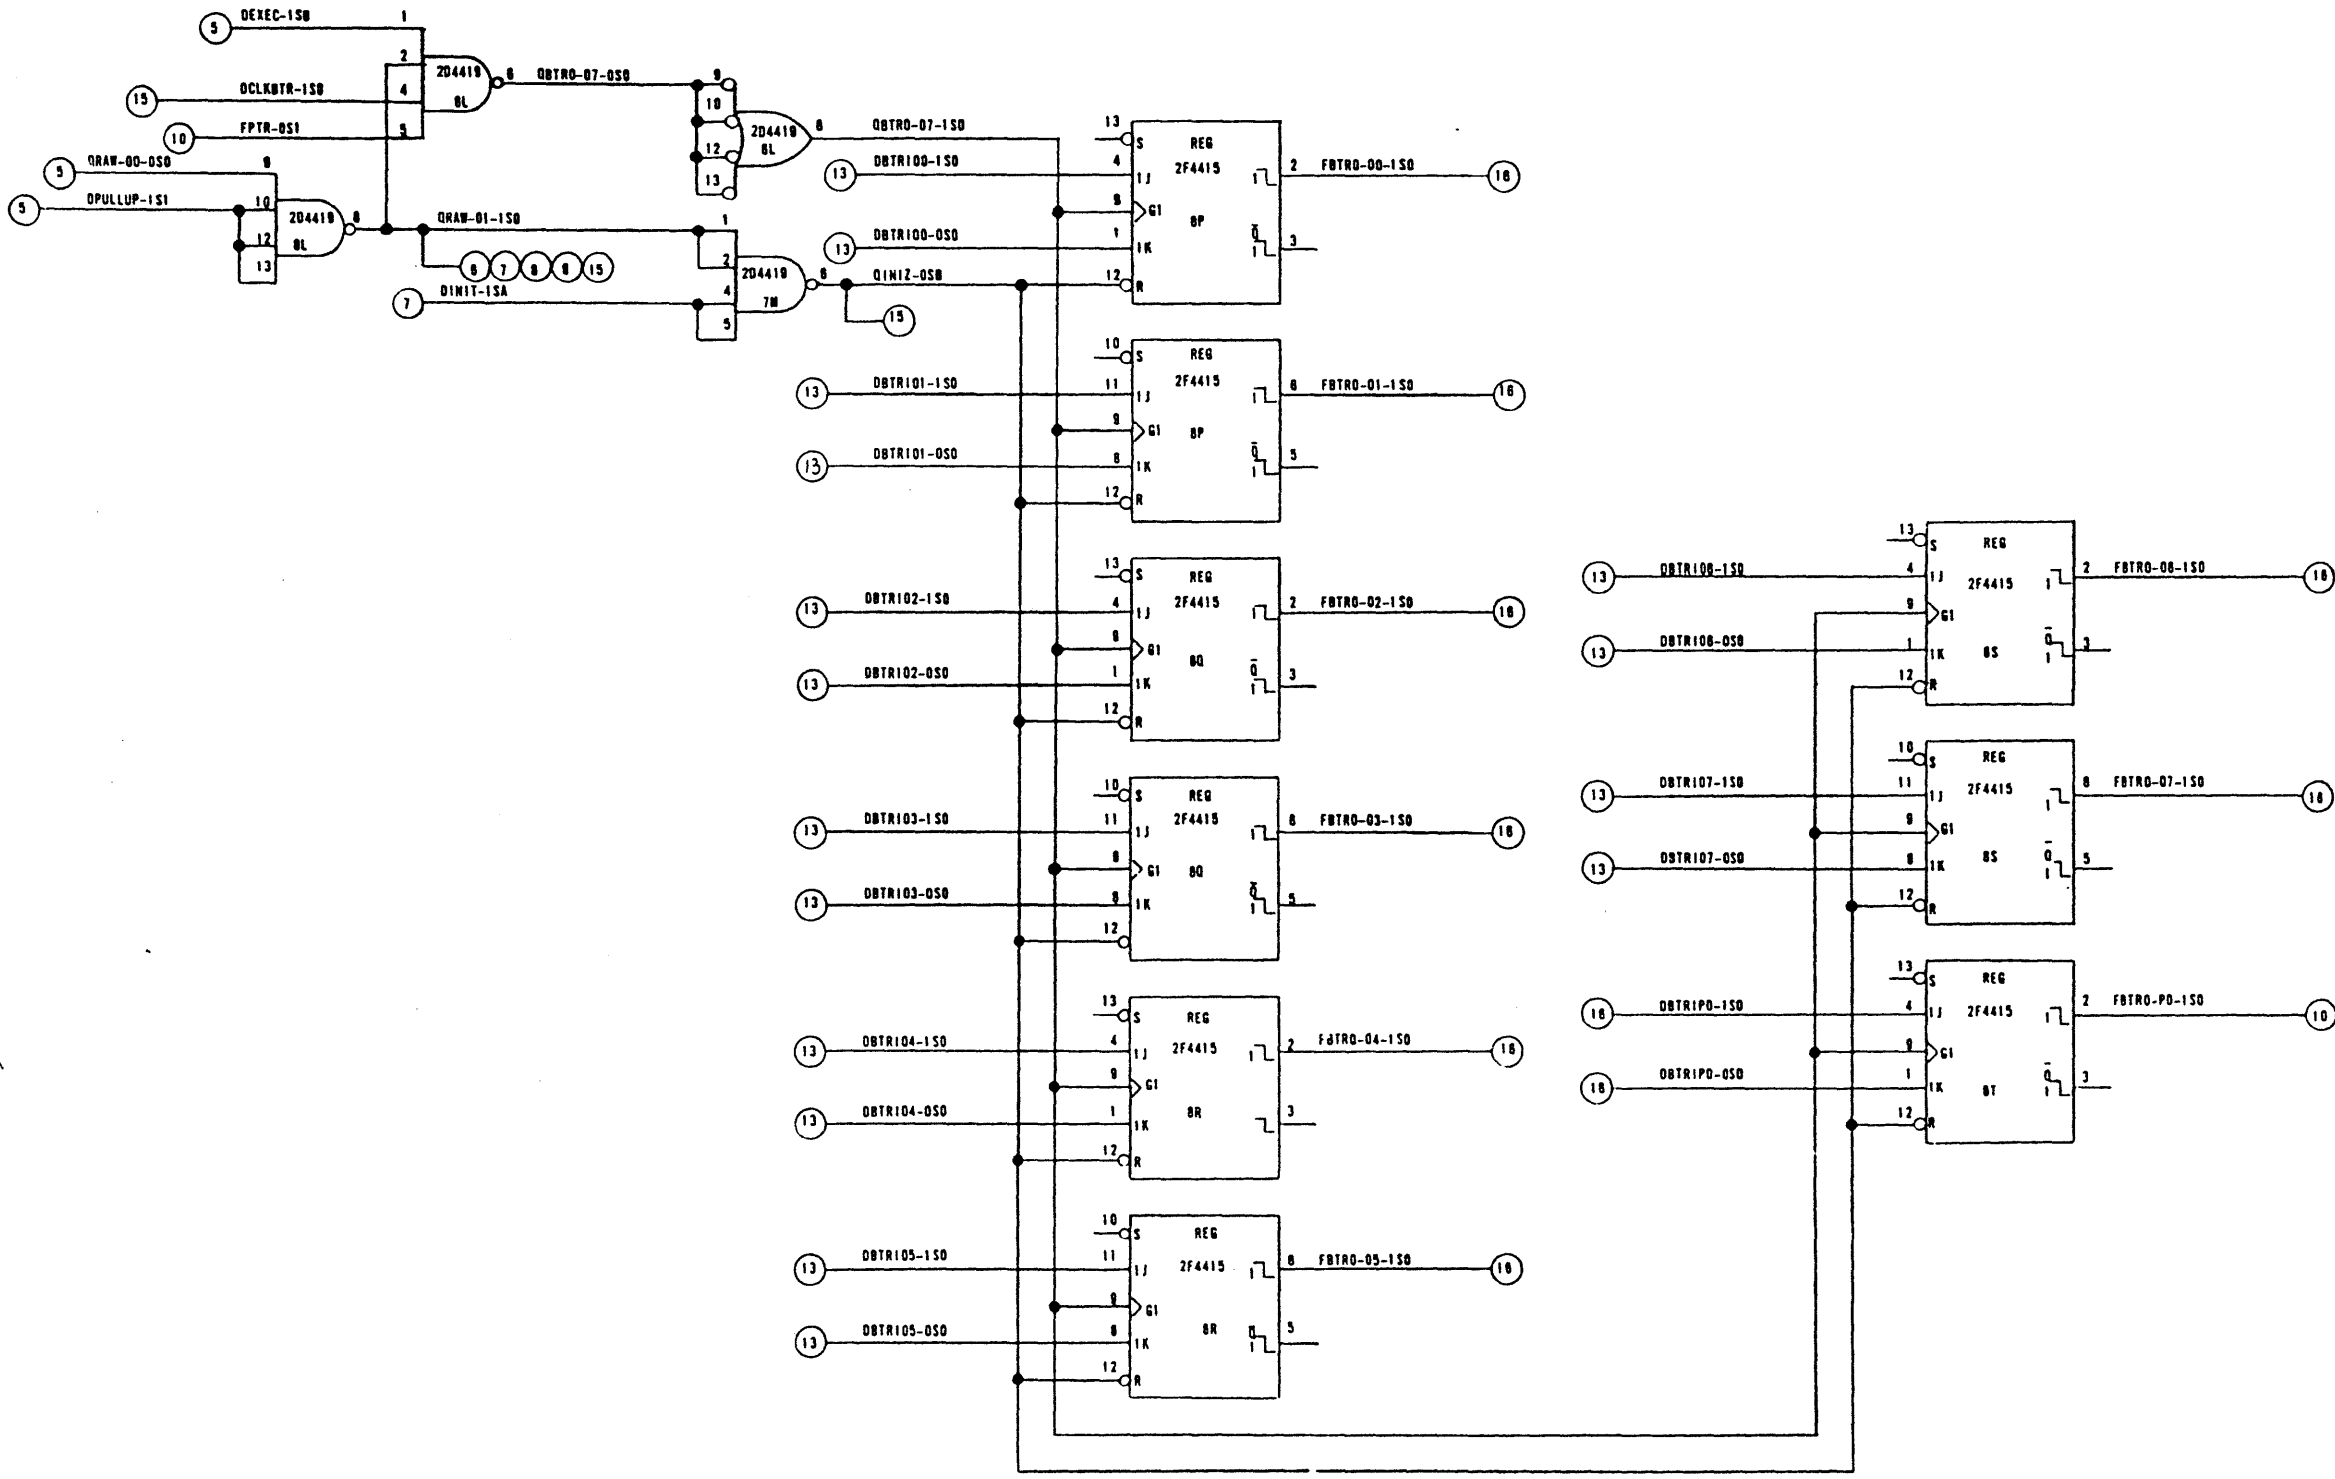 DEXEC-1S0 1
5
2
2D4419 6 QBTRO-07-0S0 9
DCLKBTR-1S0 4
15 8L 10
FPTR-0S1 5
10
2D4419 8 QBTRO-07-1S0
12 8L
13
QRAW-00-0S0 9
5
DPULLUP-1S1 10
5
2D4419 8 QRAW-01-1S0 1
12 8L
13
6 7 8 9 15
2
2D4419 6 QINIZ-0S0
DINIT-1SA 4
7 7M
5
15
13 S REG
DBTRI00-1S0 4 1J 2F4415 2 FBTRO-00-1S0 16
13
9 G1 8P
DBTRI00-0S0 1 1K Q 3
13
12 R
10 S REG
DBTRI01-1S0 11 1J 2F4415 6 FBTRO-01-1S0 16
13
9 G1 8P
DBTRI01-0S0 8 1K Q 5
13
12 R
13 S REG
DBTRI02-1S0 4 1J 2F4415 2 FBTRO-02-1S0 16
13
9 G1 8Q
DBTRI02-0S0 1 1K Q 3
13
12 R
10 S REG
DBTRI03-1S0 11 1J 2F4415 6 FBTRO-03-1S0 16
13
9 G1 8Q
DBTRI03-0S0 8 1K Q 5
13
12
13 S REG
DBTRI04-1S0 4 1J 2F4415 2 FBTRO-04-1S0 16
13
9 G1 8R
DBTRI04-0S0 1 1K 3
13
12 R
10 S REG
DBTRI05-1S0 11 1J 2F4415 6 FBTRO-05-1S0 16
13
9 G1 8R
DBTRI05-0S0 8 1K Q 5
13
12 R
13 S REG
DBTRI06-1S0 4 1J 2F4415 2 FBTRO-06-1S0 16
13
9 G1
DBTRI06-0S0 1 1K 8S Q 3
13
12 R
10 S REG
DBTRI07-1S0 11 1J 2F4415 6 FBTRO-07-1S0 16
13
9 G1
DBTRI07-0S0 8 1K 8S Q 5
13
12 R
13 S REG
DBTRIP0-1S0 4 1J 2F4415 2 FBTRO-P0-1S0 10
16
9 G1
DBTRIP0-0S0 1 1K 8T Q 3
16
12 R